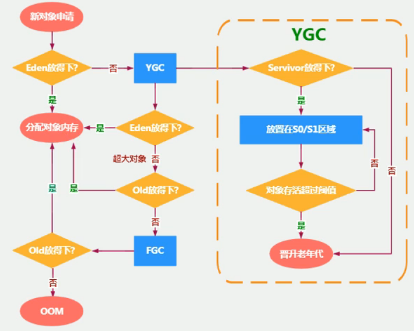 新对象申请
YGC
Eden放得下?
否
YGC
Servivor放得下?
是
是
分配对象内存
是
Eden放得下?
放置在S0/S1区域
超大对象
否
否
否
是
是
Old放得下?
对象存活超过阈值
否
是
Old放得下?
FGC
晋升老年代
否
OOM